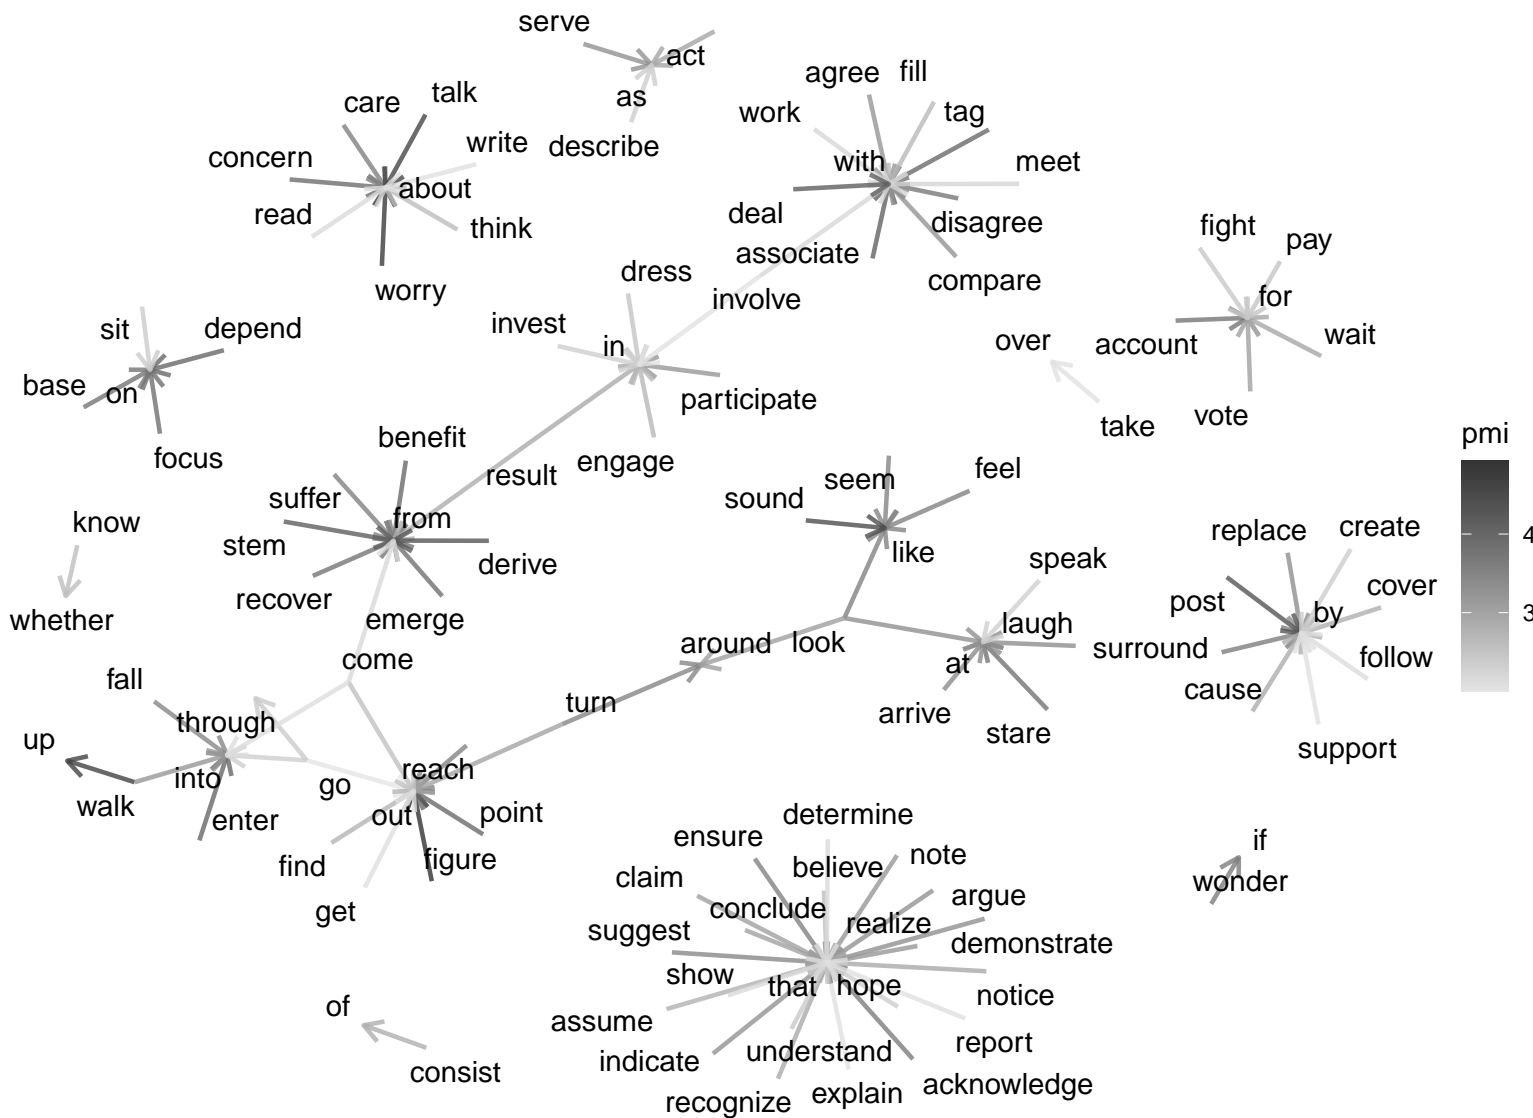 serve
act
agree
fill
care
talk
as
work
tag
write
describe
concern
with
meet
about
read
think
deal
disagree
fight
pay
associate
worry
dress
compare
involve
for
sit
depend
invest
in
over
account
wait
base
on
participate
vote
take
pmi
focus
benefit
engage
seem
feel
suffer
result
sound
know
from
replace
create
4
stem
derive
like
speak
cover
whether
recover
emerge
post
by
3
laugh
around
look
surround
follow
come
at
fall
cause
turn
arrive
through
stare
support
up
into
reach
go
walk
enter
out
point
determine
find
figure
ensure
believe
note
if
claim
wonder
get
conclude
realize
argue
suggest
demonstrate
show
that
hope
notice
of
assume
indicate
understand
report
consist
recognize
explain
acknowledge